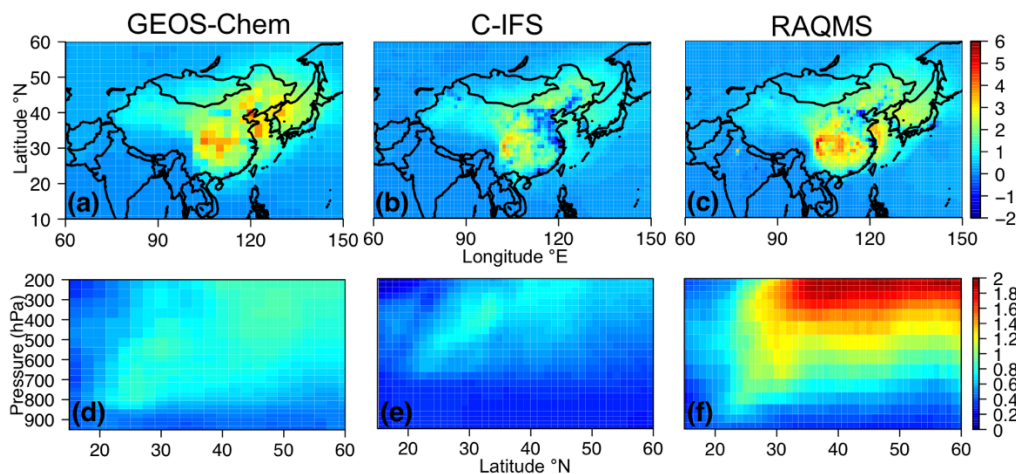 GEOS-Chem C-IFS RAQMS
60 50 40 30 20 10
Latitude °N
(a) (b) (c)
6 5 4 3 2 1 0 −1 −2
60 90 120 150 60 90 120 150 60 90 120 150
Longitude °E
200 300 400 500 600 700 800 900
Pressure (hPa)
(d) (e) (f)
2 1.8 1.6 1.4 1.2 1 0.8 0.6 0.4 0.2 0
20 30 40 50 60 20 30 40 50 60 20 30 40 50 60
Latitude °N